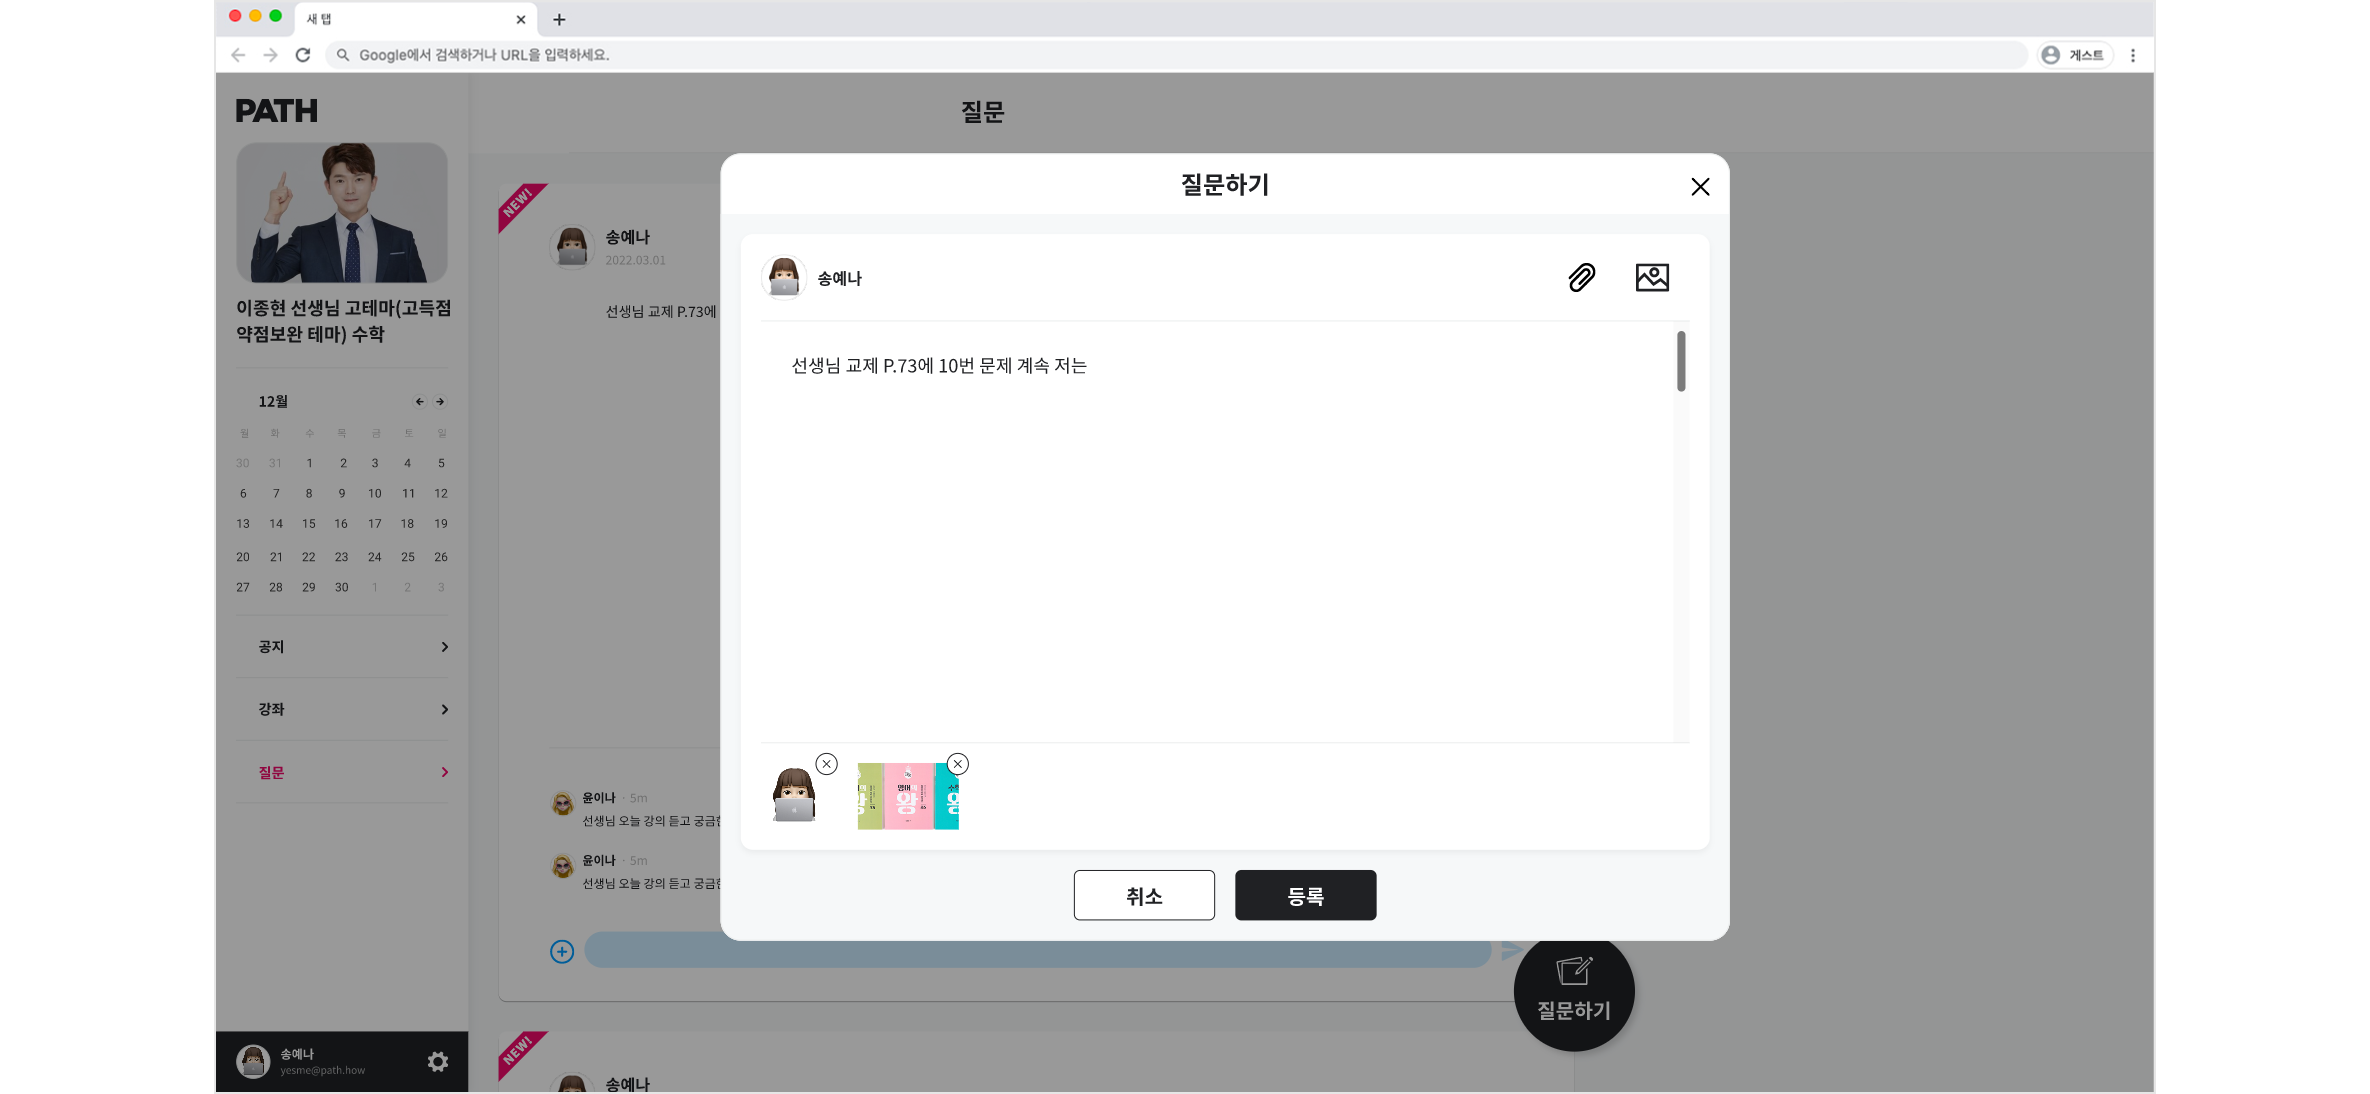 새 탭
Google에서 검색하거나 URL을 입력하세요.
게스트
PATH
이종현 선생님 고테마(고득점
약점보완 테마) 수학
12월
월 화 수 목 금 토 일
30 31 1 2 3 4 5
6 7 8 9 10 11 12
13 14 15 16 17 18 19
20 21 22 23 24 25 26
27 28 29 30 1 2 3
공지
강좌
질문
송예나
yesme@path.how
질문
NEW!
송예나
2022.03.01
선생님 교제 P.73에
윤이나 · 5m
선생님 오늘 강의 듣고 궁금한
윤이나 · 5m
선생님 오늘 강의 듣고 궁금한
NEW!
송예나
질문하기
질문하기
송예나
선생님 교제 P.73에 10번 문제 계속 저는
왕
취소
등록